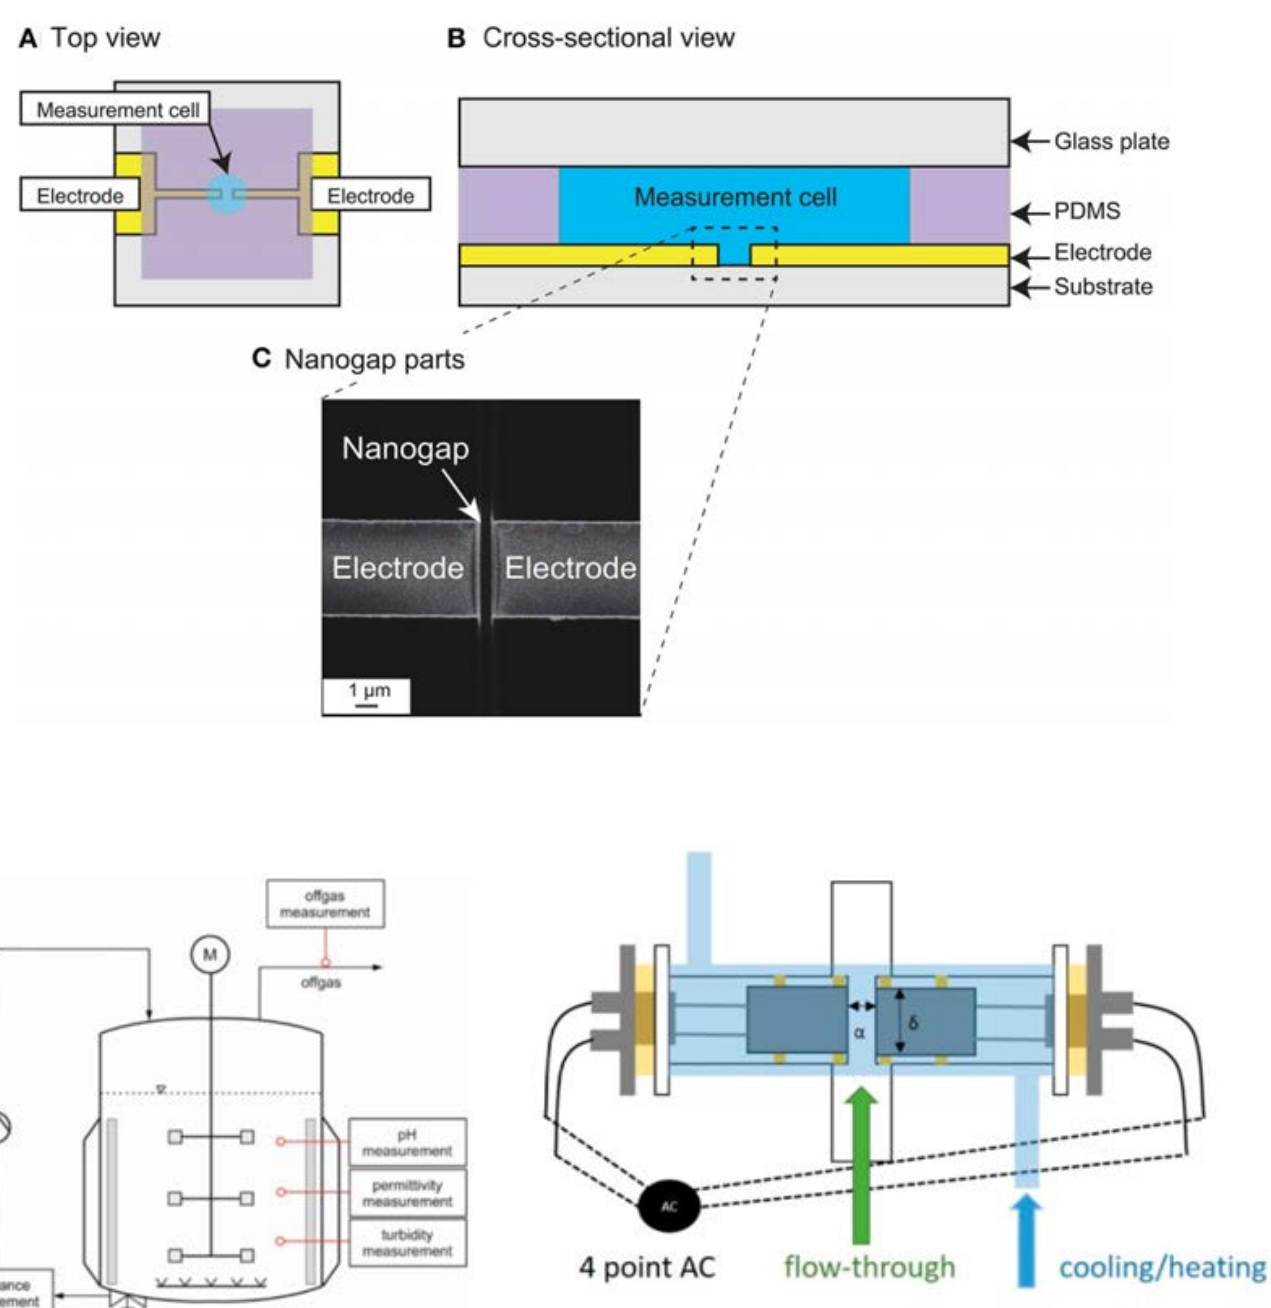 A Top view
B Cross-sectional view
Measurement cell
Electrode
Electrode
Measurement cell
Glass plate
PDMS
Electrode
Substrate
C Nanogap parts
Nanogap
Electrode
Electrode
1 μm
offgas
measurement
M
offgas
pH
measurement
permittivity
measurement
turbidity
measurement
ance
ement
α
δ
AC
4 point AC
flow-through
cooling/heating